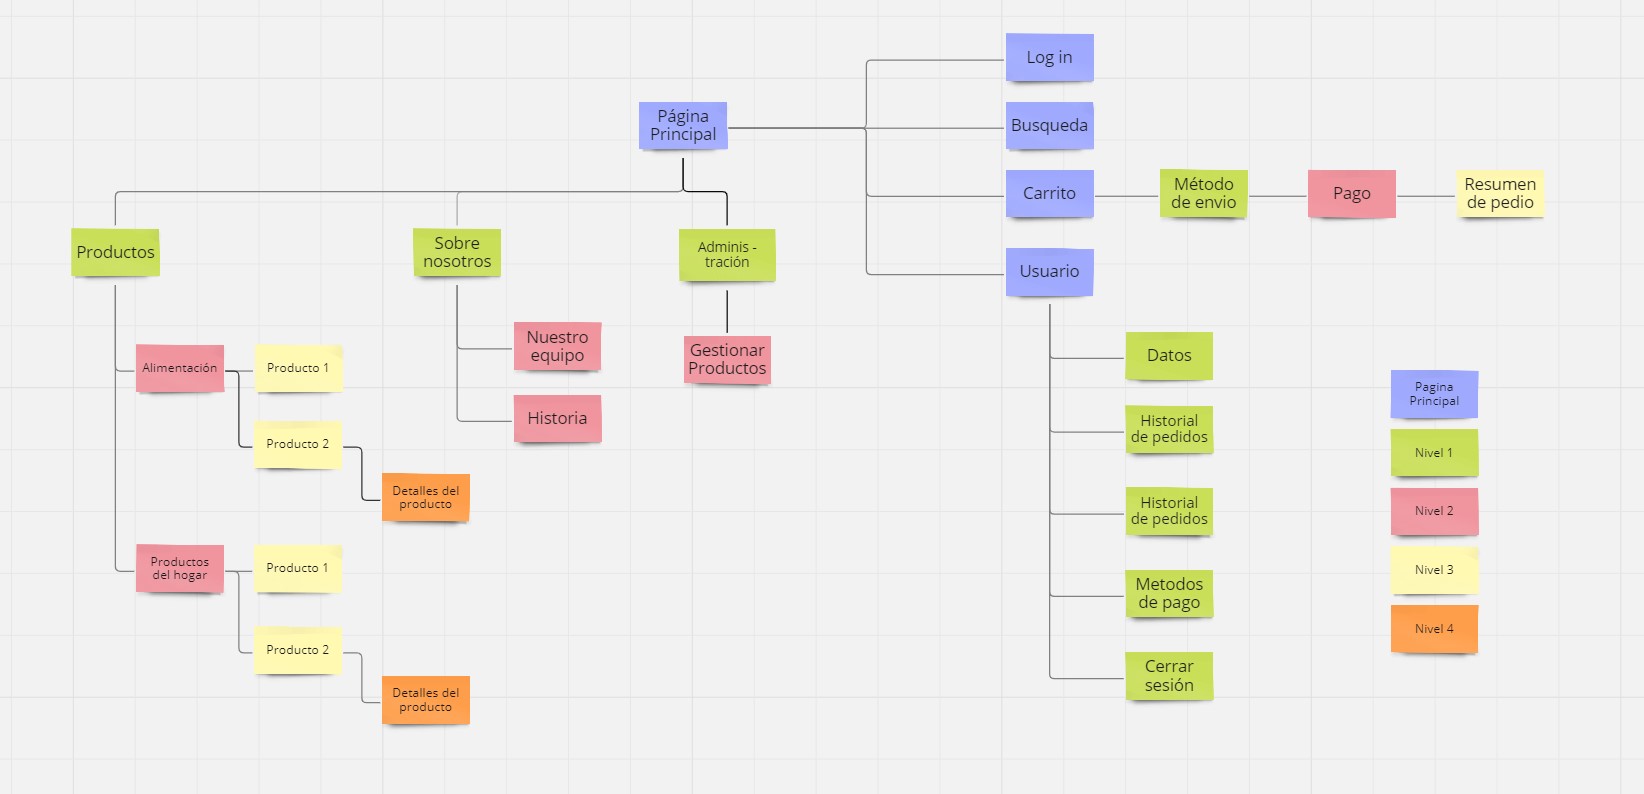 Log in
Página
Principal
Busqueda
Carrito
Método
de envio
Pago
Resumen
de pedio
Productos
Sobre
nosotros
Adminis -
tración
Usuario
Nuestro
equipo
Gestionar
Productos
Historia
Alimentación
Producto 1
Producto 2
Detalles del
producto
Productos
del hogar
Producto 1
Producto 2
Detalles del
producto
Datos
Historial
de pedidos
Historial
de pedidos
Metodos
de pago
Cerrar
sesión
Pagina
Principal
Nivel 1
Nivel 2
Nivel 3
Nivel 4